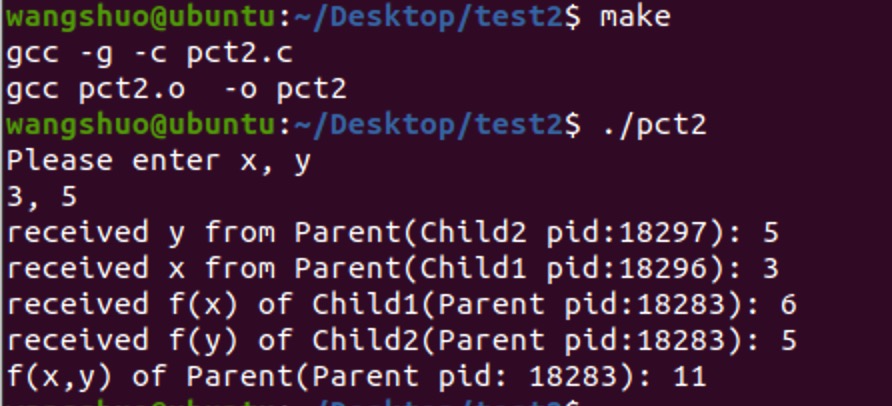 wangshuo@ubuntu:~/Desktop/test2$ make
gcc -g -c pct2.c
gcc pct2.o  -o pct2
wangshuo@ubuntu:~/Desktop/test2$ ./pct2
Please enter x, y
3, 5
received y from Parent(Child2 pid:18297): 5
received x from Parent(Child1 pid:18296): 3
received f(x) of Child1(Parent pid:18283): 6
received f(y) of Child2(Parent pid:18283): 5
f(x,y) of Parent(Parent pid: 18283): 11